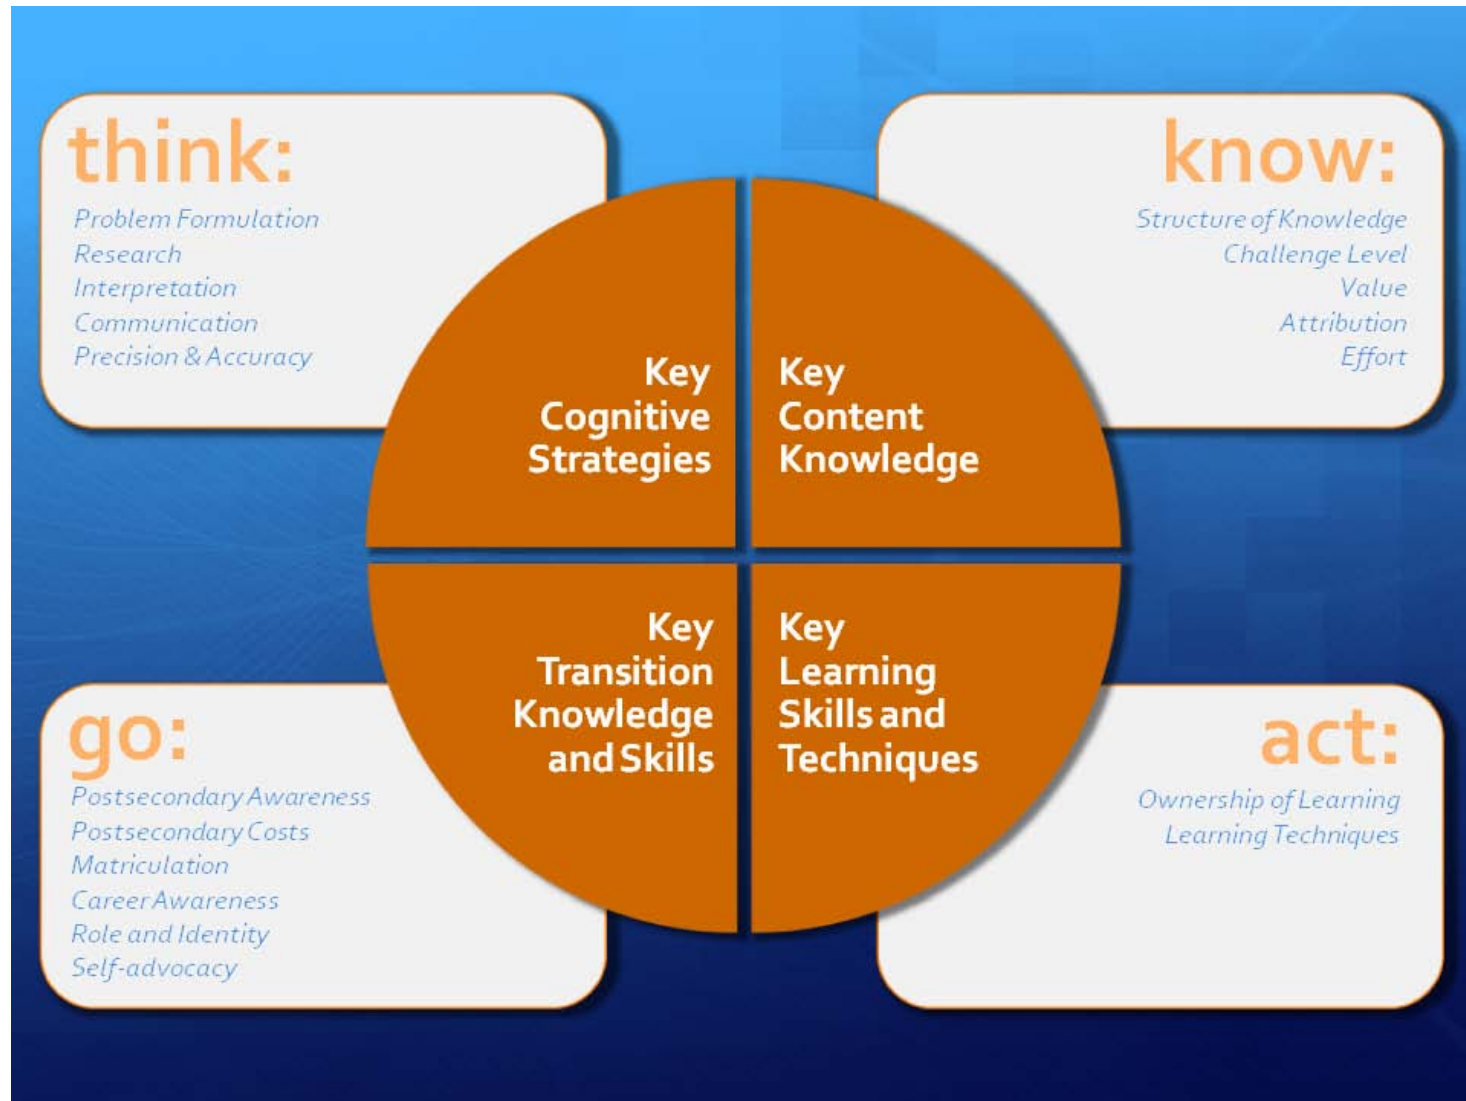 think:
Problem Formulation
Research
Interpretation
Communication
Precision & Accuracy
know:
Structure of Knowledge
Challenge Level
Value
Attribution
Effort
Key
Cognitive
Strategies
Key
Content
Knowledge
Key
Transition
Knowledge
and Skills
Key
Learning
Skills and
Techniques
go:
Postsecondary Awareness
Postsecondary Costs
Matriculation
Career Awareness
Role and Identity
Self-advocacy
act:
Ownership of Learning
Learning Techniques